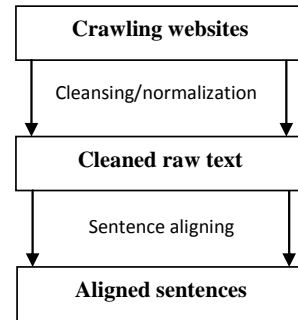 Crawling websites
Cleansing/normalization
Cleaned raw text
Sentence aligning
Aligned sentences